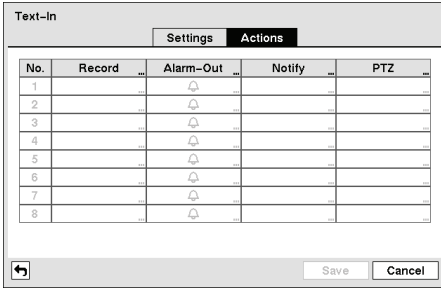 Text-In
Settings Actions
No. Record ... Alarm-Out ... Notify ... PTZ ...
1 ... ... ... ...
2 ... ... ... ...
3 ... ... ... ...
4 ... ... ... ...
5 ... ... ... ...
6 ... ... ... ...
7 ... ... ... ...
8 ... ... ... ...
Save Cancel